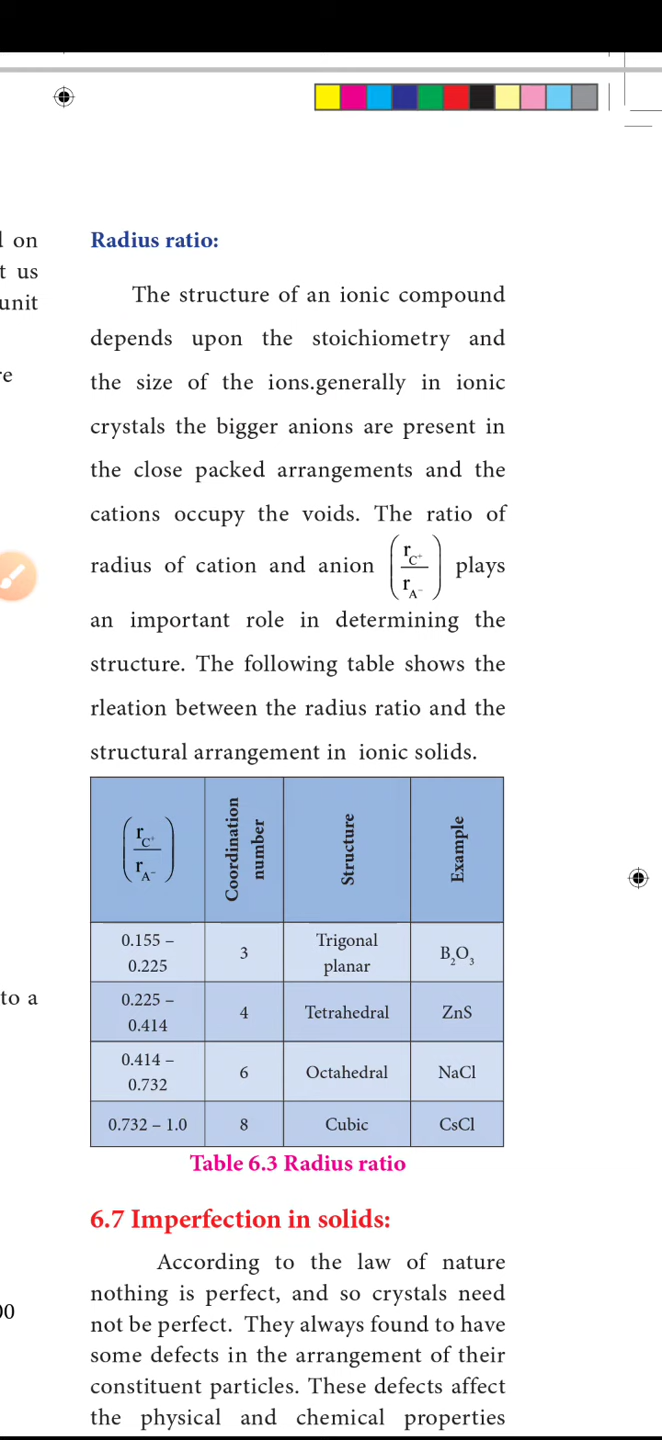 d on
t us
unit
re
to a
00
Radius ratio:
The structure of an ionic compound
depends upon the stoichiometry and
the size of the ions.generally in ionic
crystals the bigger anions are present in
the close packed arrangements and the
cations occupy the voids. The ratio of
radius of cation and anion (r_C⁺ / r_A⁻) plays
an important role in determining the
structure. The following table shows the
rleation between the radius ratio and the
structural arrangement in ionic solids.
(r_C⁺ / r_A⁻) Coordination number Structure Example
0.155 – 0.225 3 Trigonal planar B₂O₃
0.225 – 0.414 4 Tetrahedral ZnS
0.414 – 0.732 6 Octahedral NaCl
0.732 – 1.0 8 Cubic CsCl
Table 6.3 Radius ratio
6.7 Imperfection in solids:
According to the law of nature
nothing is perfect, and so crystals need
not be perfect. They always found to have
some defects in the arrangement of their
constituent particles. These defects affect
the physical and chemical properties